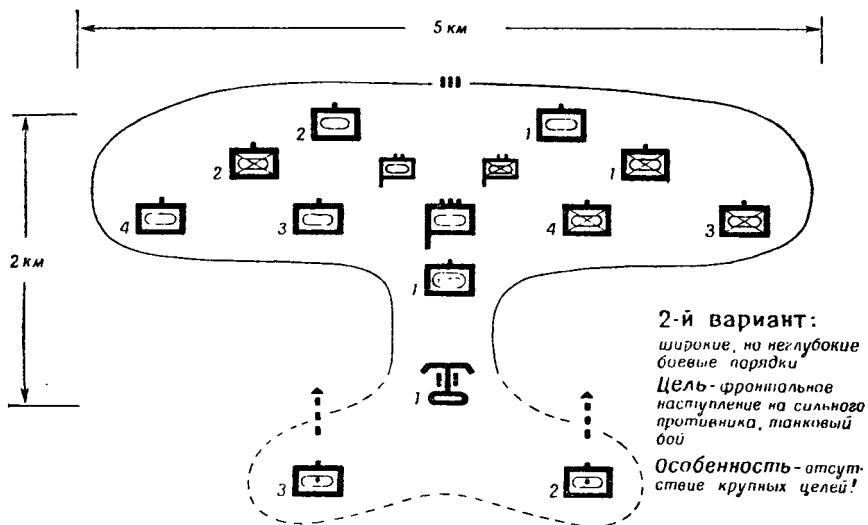 5 км
2
1
2
1
4
3
4
3
2 км
1
1
3
2
2-й вариант:
широкие, но неглубокие
боевые порядки
Цель - фронтальное
наступление на сильного
противника, танковый
бой
Особенность - отсут-
ствие крупных целей!